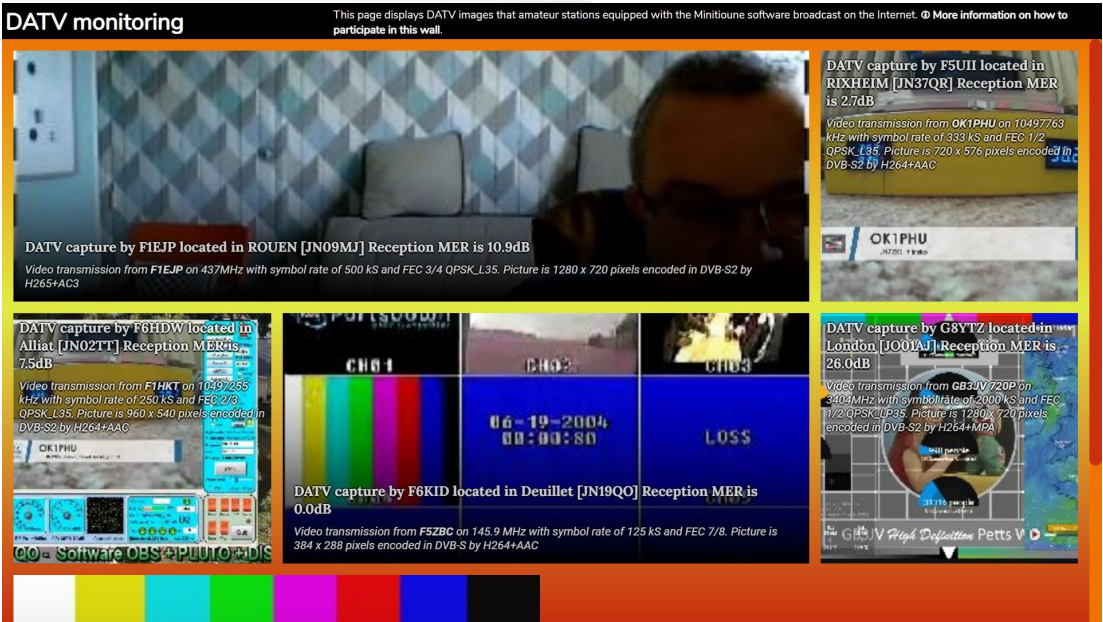 DATV monitoring
This page displays DATV images that amateur stations equipped with the Minitioune software broadcast on the Internet. ⓘ More information on how to
participate in this wall.
DATV capture by F1EJP located in ROUEN [JN09MJ] Reception MER is 10.9dB
Video transmission from F1EJP on 437MHz with symbol rate of 500 kS and FEC 3/4 QPSK_L35. Picture is 1280 x 720 pixels encoded in DVB-S2 by
H265+AC3
DATV capture by F5UII located in
RIXHEIM [JN37QR] Reception MER
is 2.7dB
Video transmission from OK1PHU on 10497763
kHz with symbol rate of 333 kS and FEC 1/2
QPSK_L35. Picture is 720 x 576 pixels encoded in
DVB-S2 by H264+AAC
OK1PHU
DATV capture by F6HDW located in
Alliat [JN02TT] Reception MER is
7.5dB
Video transmission from F1HKT on 10497255
kHz with symbol rate of 250 kS and FEC 2/3
QPSK_L35. Picture is 960 x 540 pixels encoded in
DVB-S2 by H264+AAC
OK1PHU
QO - Software OBS+PLUTO+DIS
CH01
CH02
CH03
06-19-2004
00:00:80
LOSS
DATV capture by F6KID located in Deuillet [JN19QO] Reception MER is
0.0dB
Video transmission from F5ZBC on 145.9 MHz with symbol rate of 125 kS and FEC 7/8. Picture is
384 x 288 pixels encoded in DVB-S by H264+AAC
DATV capture by G8YTZ located in
London [JO01AJ] Reception MER is
26.0dB
Video transmission from GB3JV 720P on
3404MHz with symbol rate of 2000 kS and FEC
1/2 QPSK_LP35. Picture is 1280 x 720 pixels
encoded in DVB-S2 by H264+MPA
people
people
GB3JV High Definition Petts